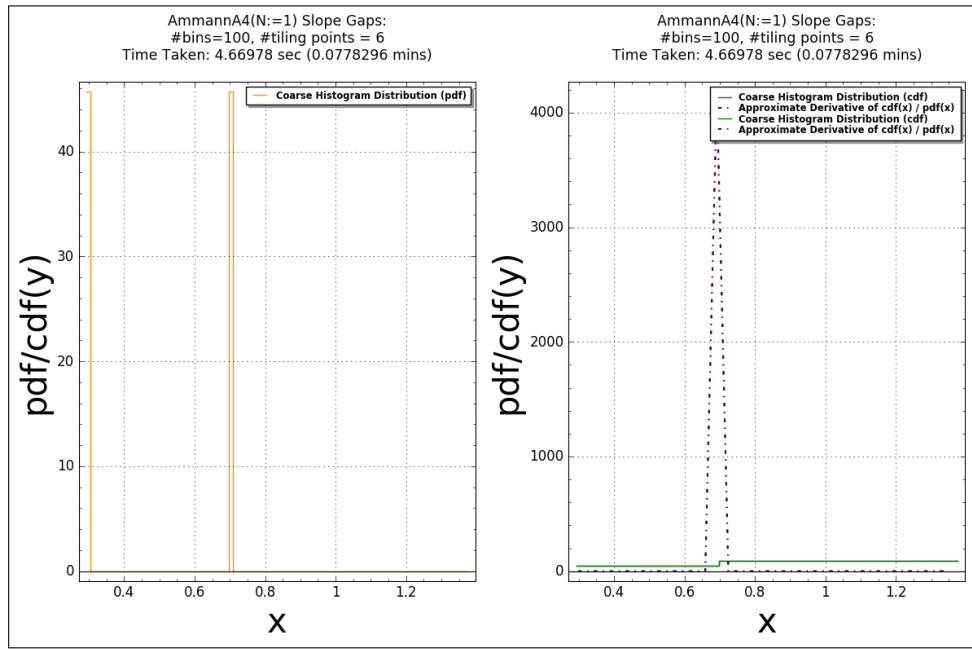 AmmannA4(N:=1) Slope Gaps:
#bins=100, #tiling points = 6
Time Taken: 4.66978 sec (0.0778296 mins)
Coarse Histogram Distribution (pdf)
pdf/cdf(y)
40
30
20
10
0
0.4
0.6
0.8
1
1.2
x
AmmannA4(N:=1) Slope Gaps:
#bins=100, #tiling points = 6
Time Taken: 4.66978 sec (0.0778296 mins)
Coarse Histogram Distribution (cdf)
Approximate Derivative of cdf(x) / pdf(x)
Coarse Histogram Distribution (cdf)
Approximate Derivative of cdf(x) / pdf(x)
pdf/cdf(y)
4000
3000
2000
1000
0
0.4
0.6
0.8
1
1.2
x